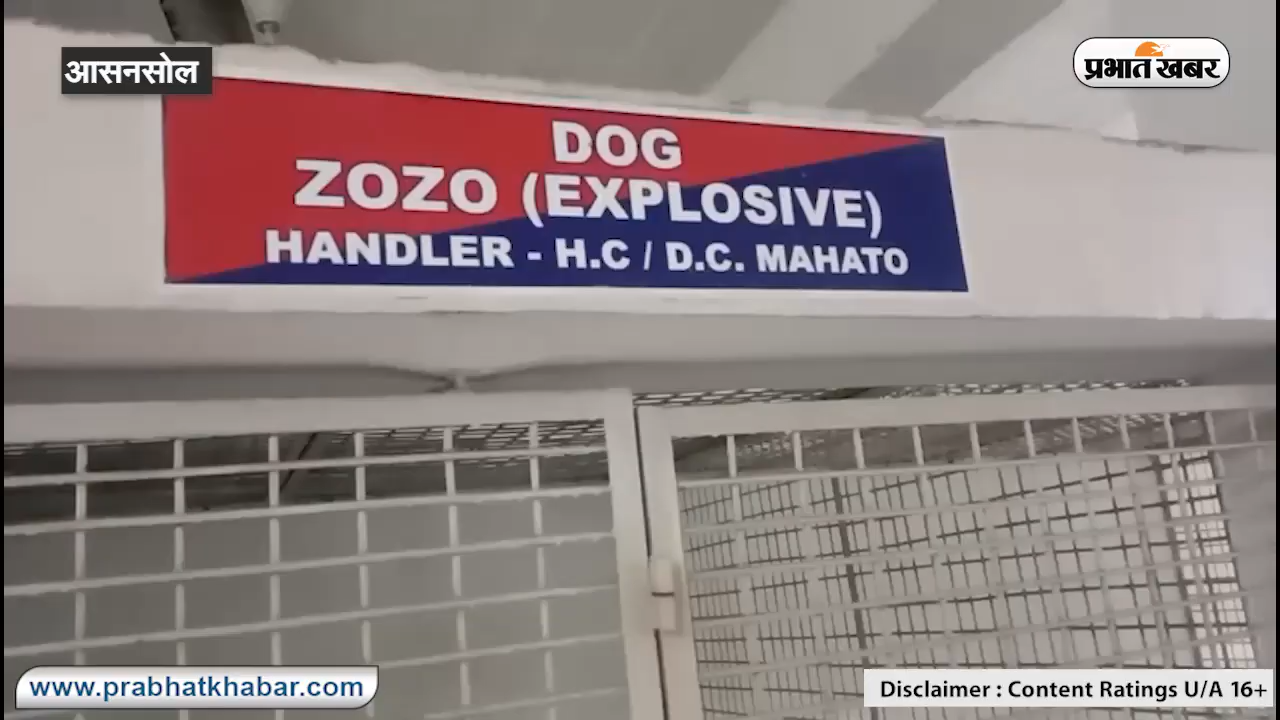 आसनसोल
प्रभात खबर
DOG
ZOZO (EXPLOSIVE)
HANDLER - H.C / D.C. MAHATO
www.prabhatkhabar.com
Disclaimer : Content Ratings U/A 16+